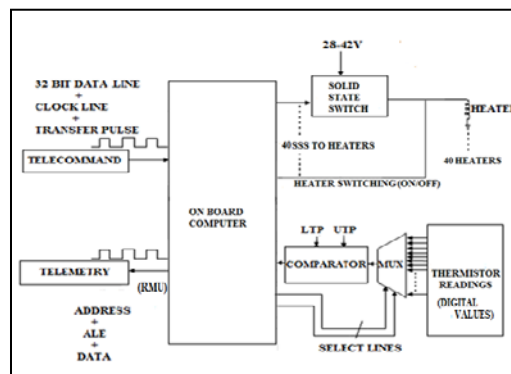 28-42V
32 BIT DATA LINE
+
CLOCK LINE
+
TRANSFER PULSE
TELECOMMAND
SOLID
STATE
SWITCH
HEATER
40 SSS TO HEATERS
40 HEATERS
HEATER SWITCHING (ON/OFF)
ON BOARD
COMPUTER
LTP UTP
COMPARATOR
MUX
THERMISTOR
READINGS
(DIGITAL
VALUES)
TELEMETRY
(RMU)
ADDRESS
+
ALE
+
DATA
SELECT LINES